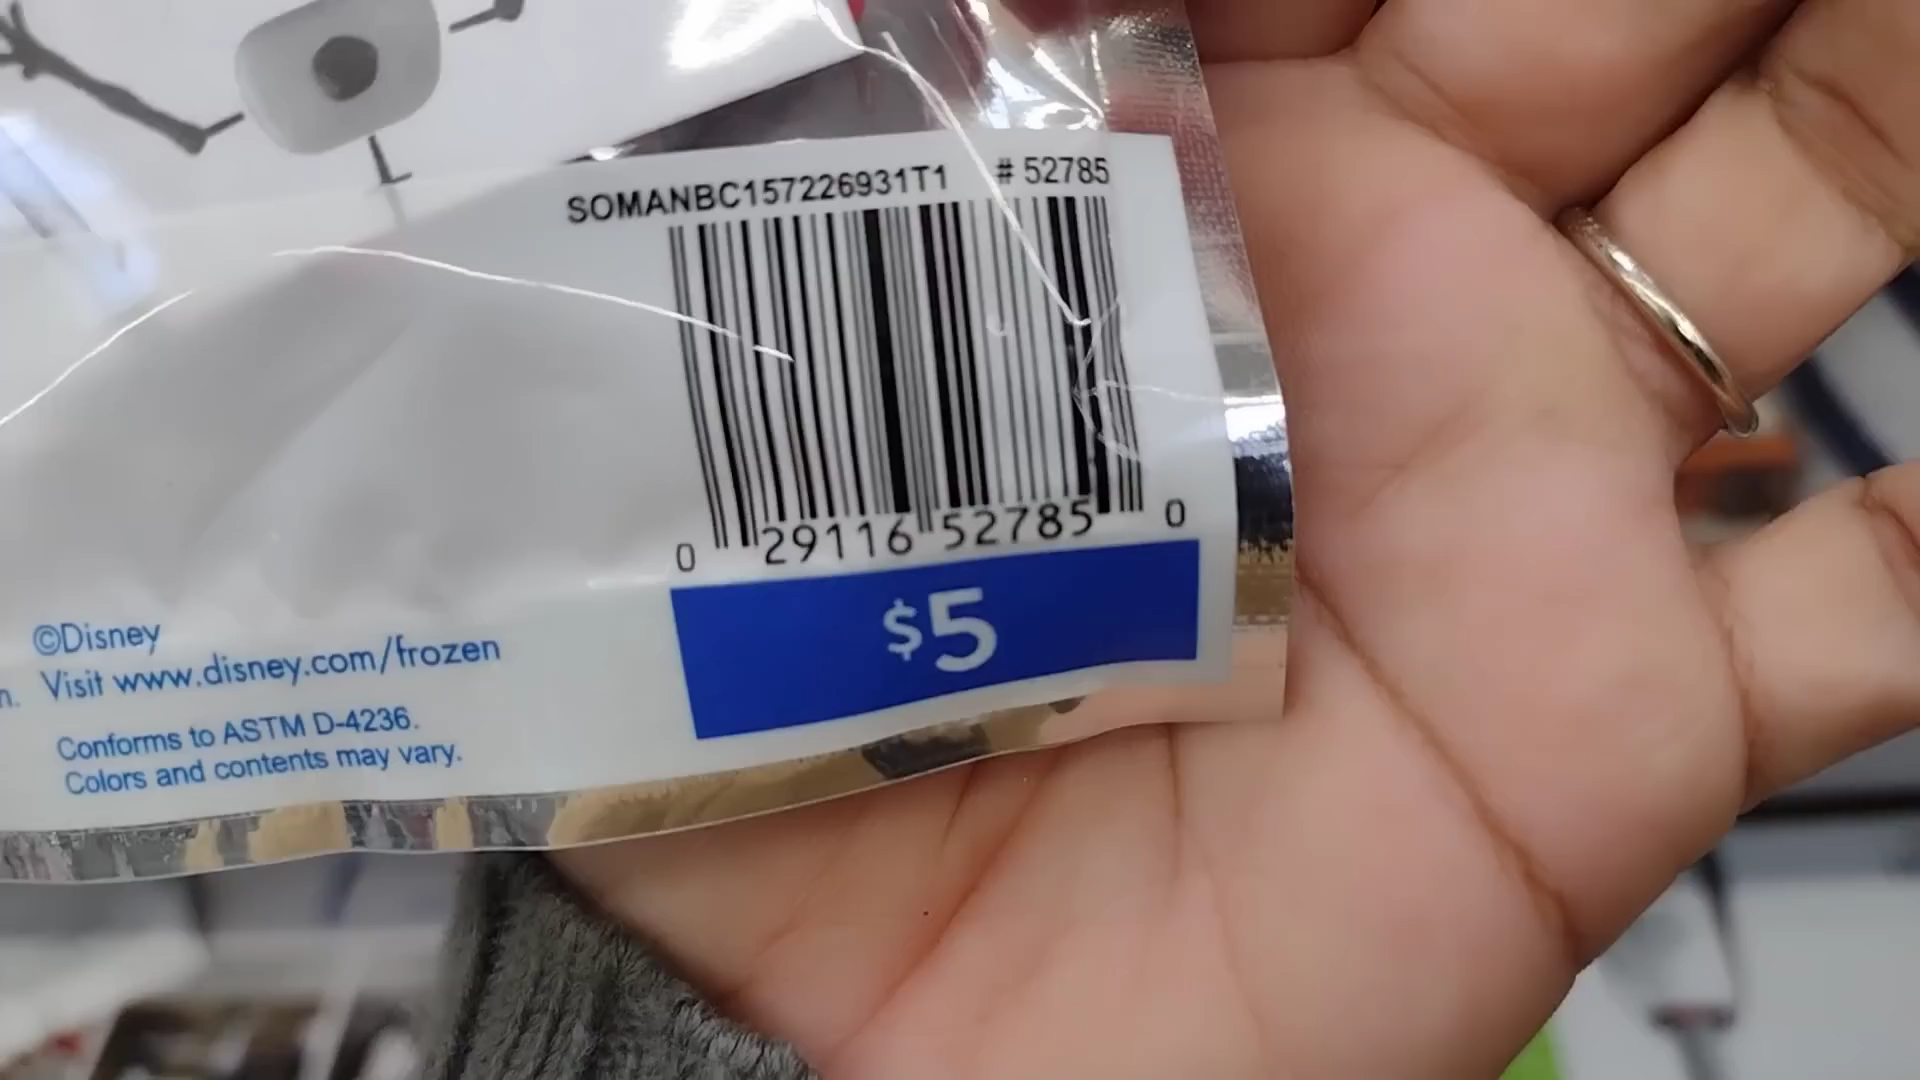 SOMANBC157226931T1 # 52785
0 29116 52785 0
$5
©Disney
n. Visit www.disney.com/frozen
Conforms to ASTM D-4236.
Colors and contents may vary.